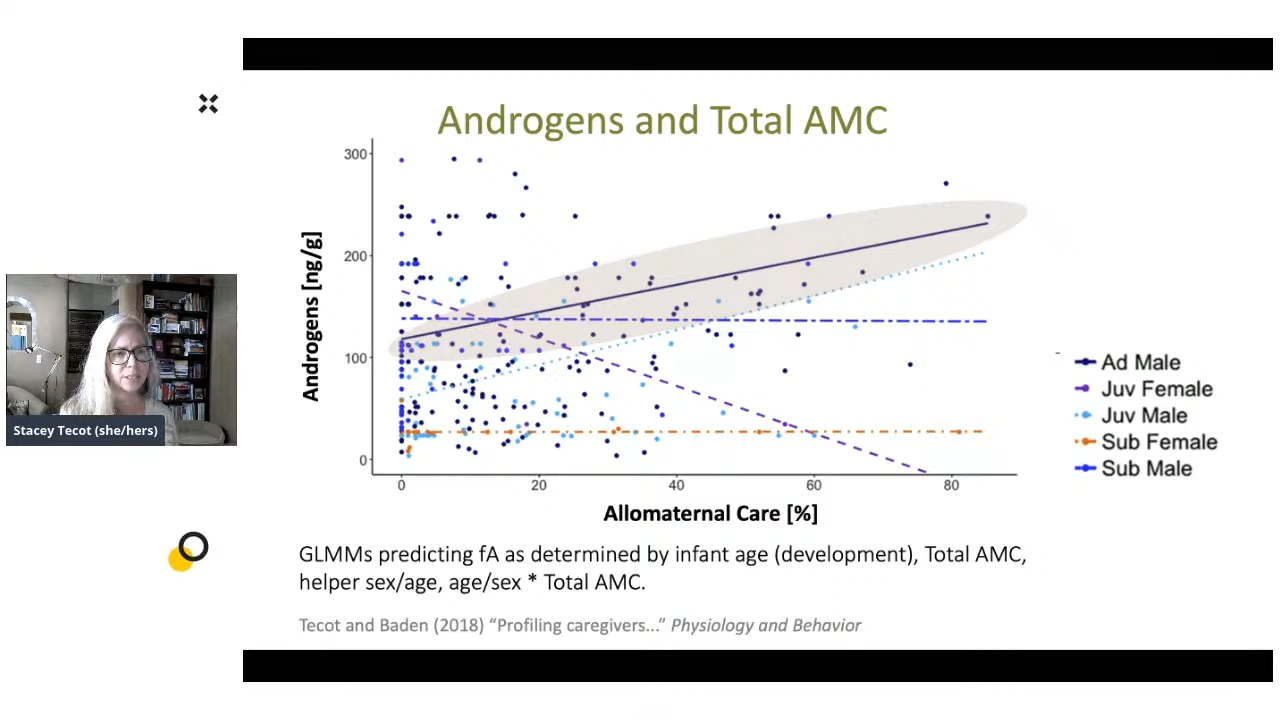 Androgens and Total AMC
300
200
100
0
Androgens [ng/g]
0
20
40
60
80
Allomaternal Care [%]
Ad Male
Juv Female
Juv Male
Sub Female
Sub Male
Stacey Tecot (she/hers)
GLMMs predicting fA as determined by infant age (development), Total AMC,
helper sex/age, age/sex * Total AMC.
Tecot and Baden (2018) “Profiling caregivers...” Physiology and Behavior